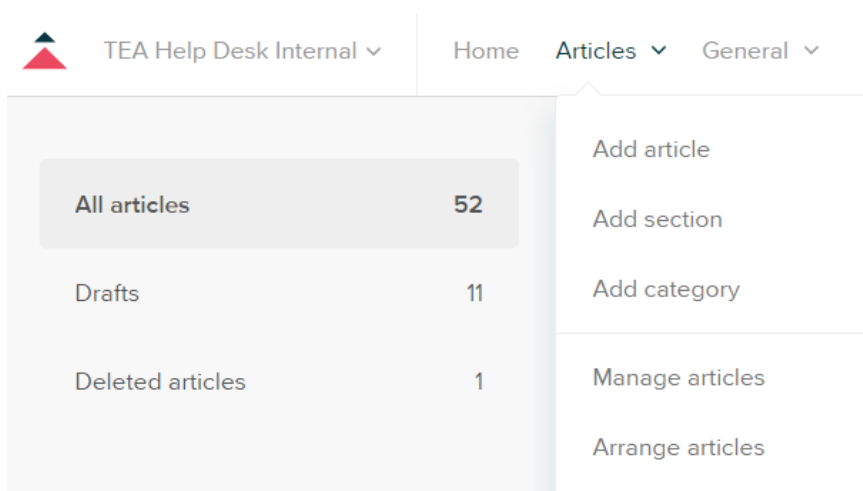 TEA Help Desk Internal
Home
Articles
General
All articles 52
Drafts 11
Deleted articles 1
Add article
Add section
Add category
Manage articles
Arrange articles